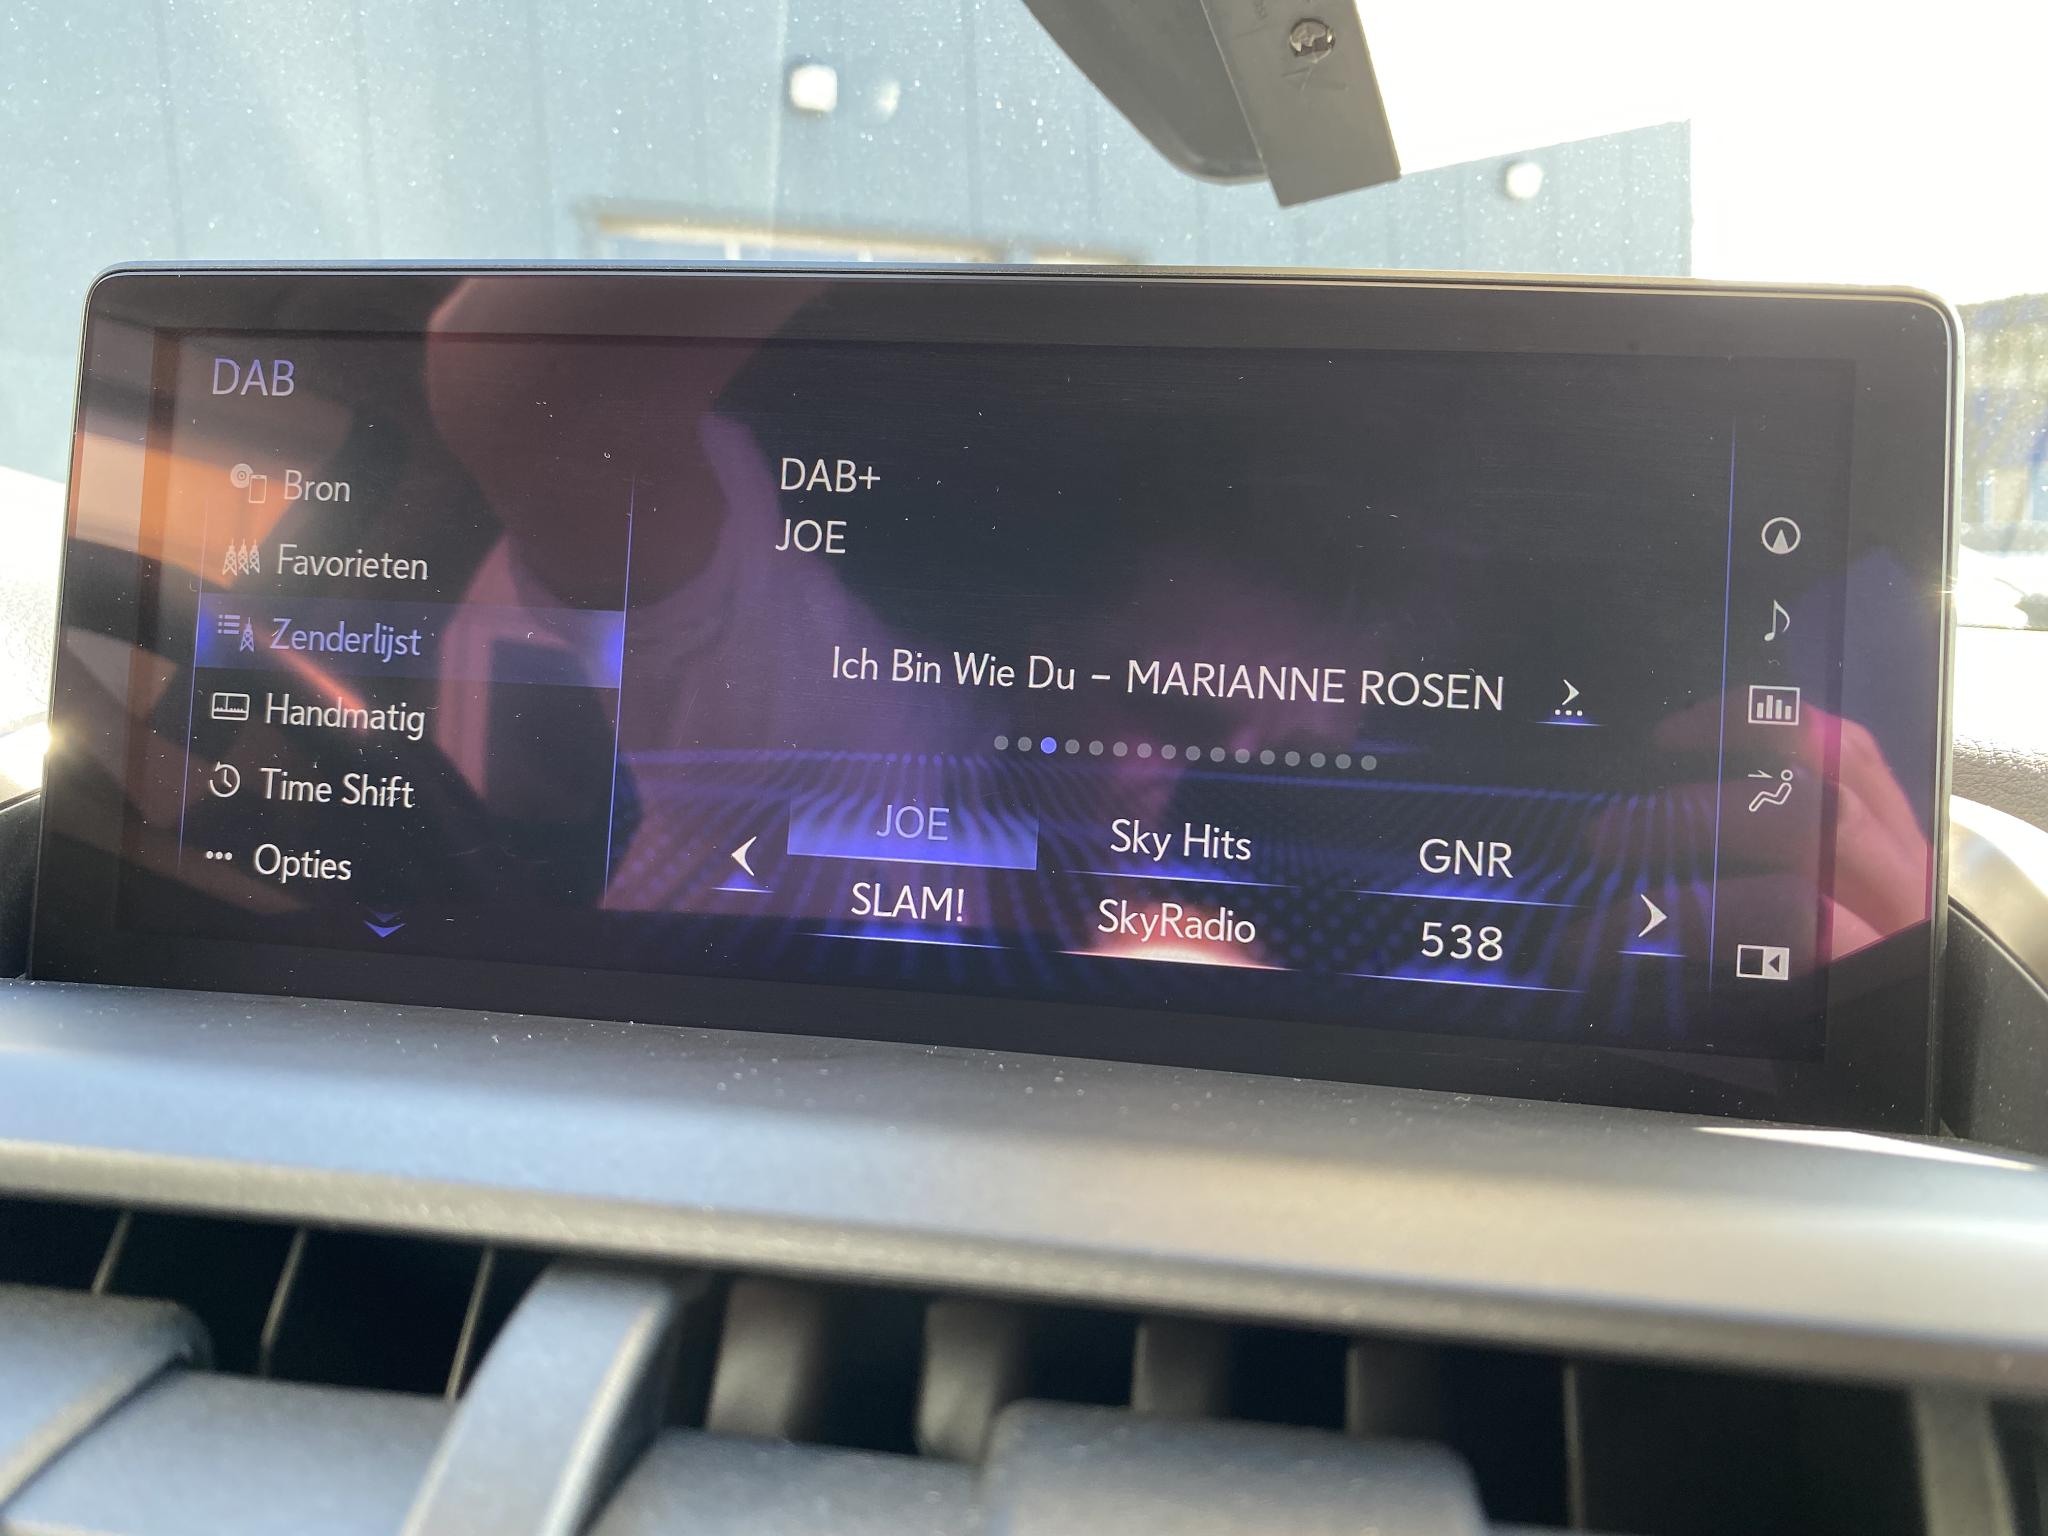 DAB
Bron
Favorieten
Zenderlijst
Handmatig
Time Shift
Opties
DAB+
JOE
Ich Bin Wie Du – MARIANNE ROSEN
JOE
Sky Hits
GNR
SLAM!
SkyRadio
538